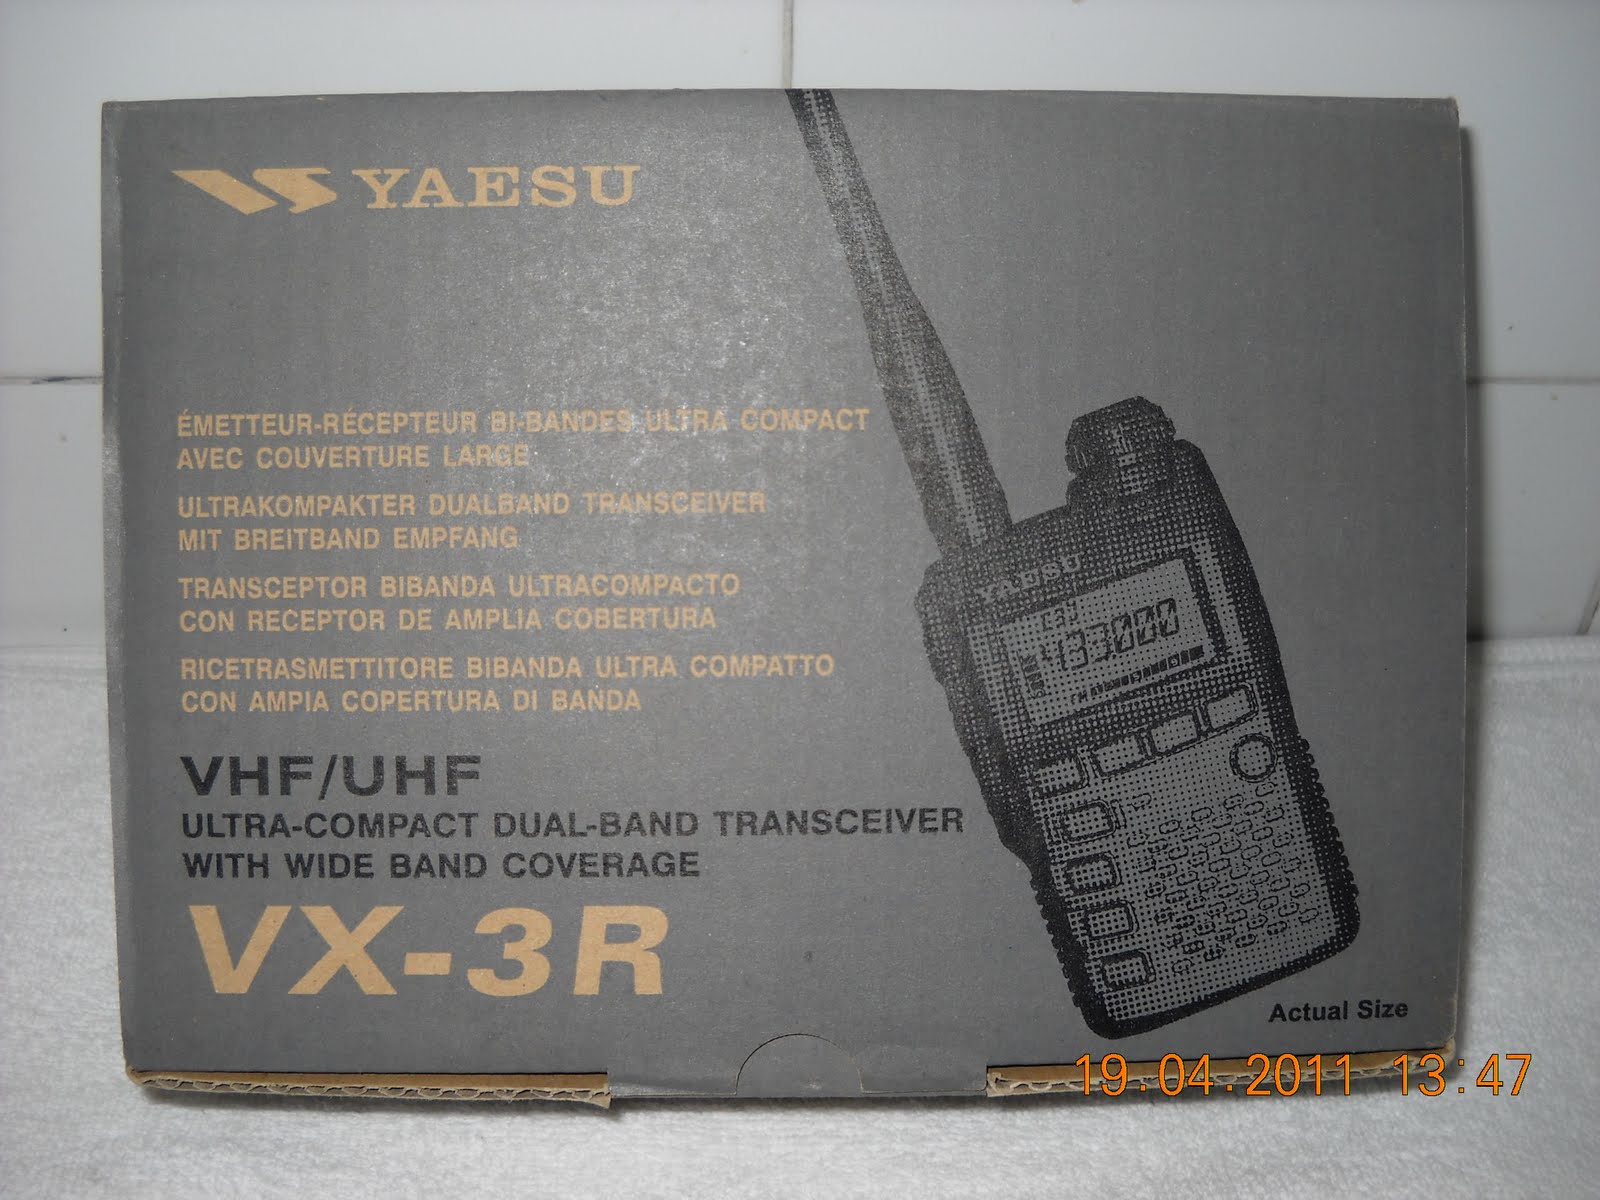 YAESU
ÉMETTEUR-RÉCEPTEUR BI-BANDES ULTRA COMPACT
AVEC COUVERTURE LARGE
ULTRAKOMPAKTER DUALBAND TRANSCEIVER
MIT BREITBAND EMPFANG
TRANSCEPTOR BIBANDA ULTRACOMPACTO
CON RECEPTOR DE AMPLIA COBERTURA
RICETRASMETTITORE BIBANDA ULTRA COMPATTO
CON AMPIA COPERTURA DI BANDA
VHF/UHF
ULTRA-COMPACT DUAL-BAND TRANSCEIVER
WITH WIDE BAND COVERAGE
VX-3R
YAESU
Actual Size
19.04.2011 13:47